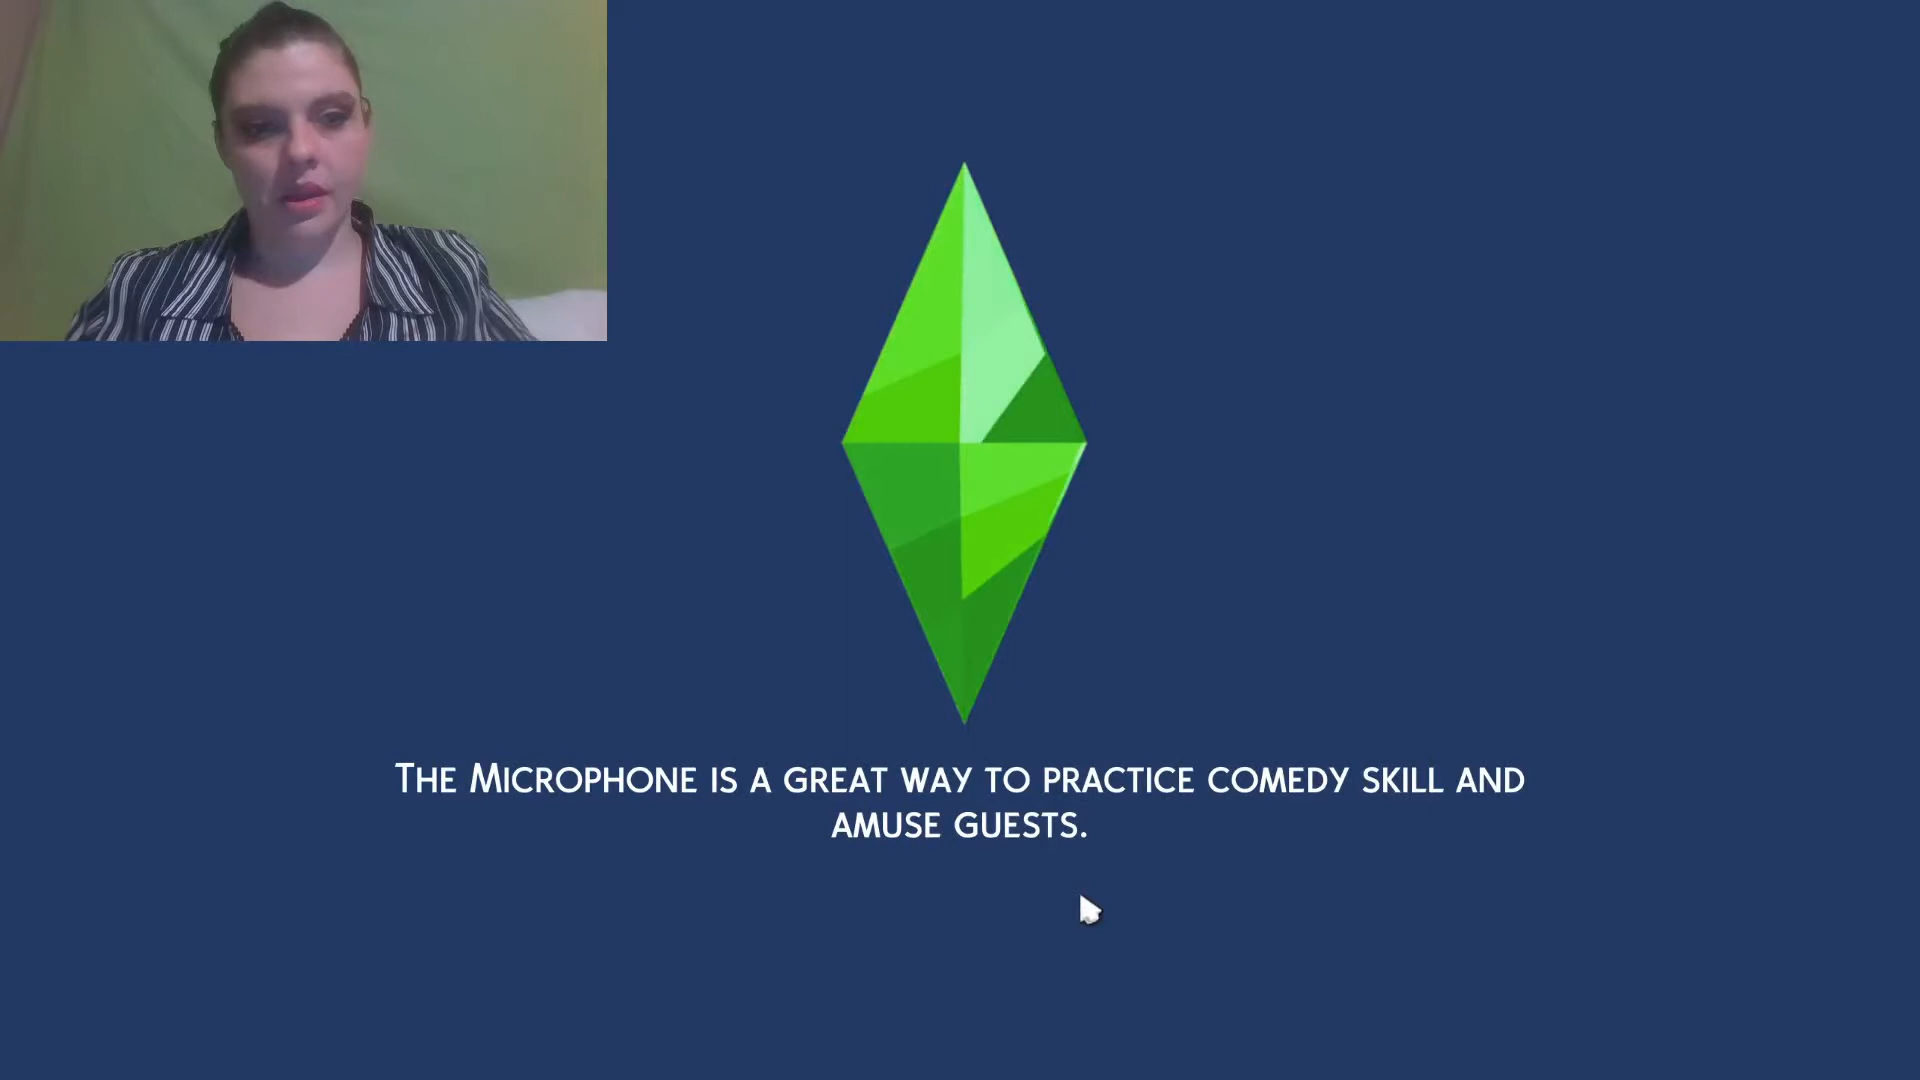 The Microphone is a great way to practice comedy skill and
amuse guests.